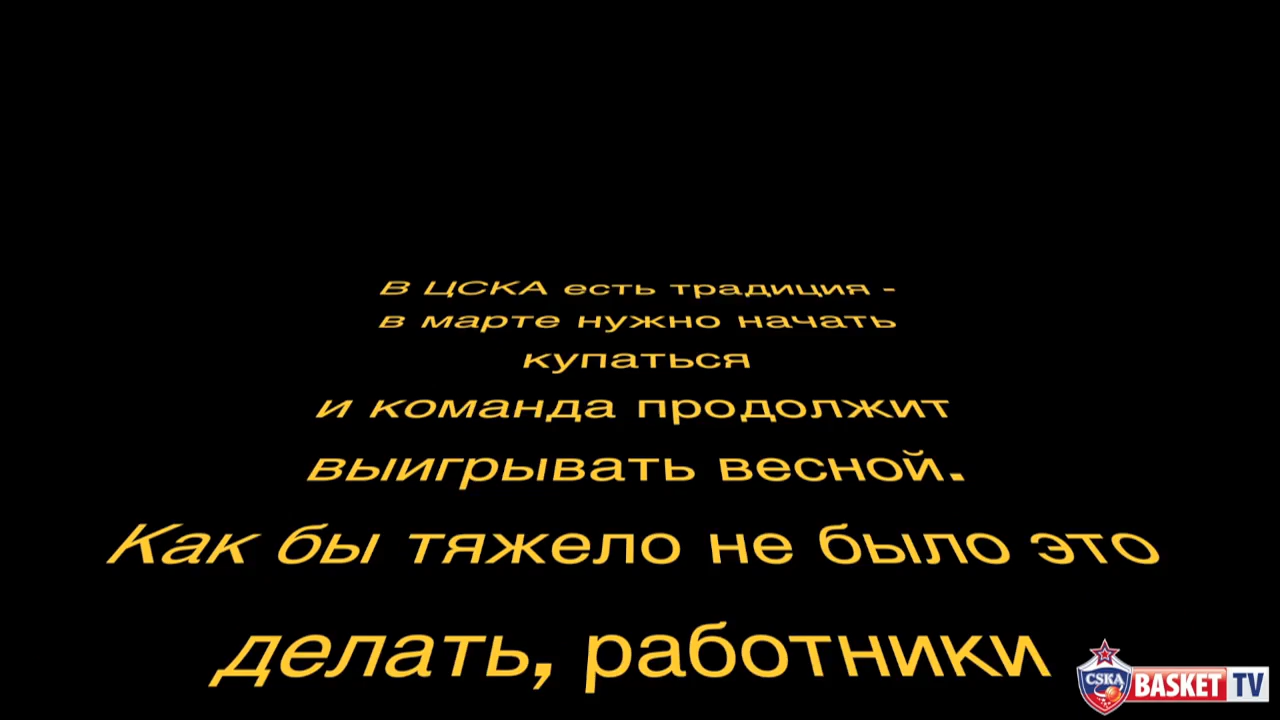 В ЦСКА есть традиция -
в марте нужно начать
купаться
и команда продолжит
выигрывать весной.
Как бы тяжело не было это
делать, работники
CSKA BASKET TV